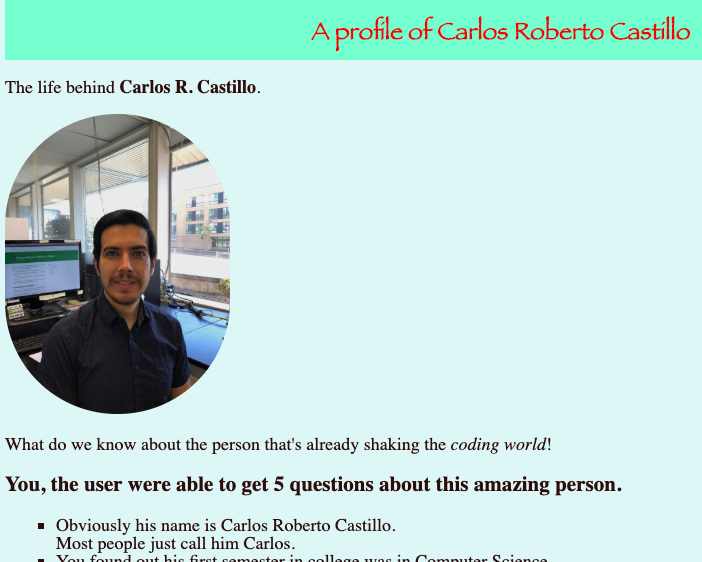 A profile of Carlos Roberto Castillo
The life behind Carlos R. Castillo.
What do we know about the person that's already shaking the coding world!
You, the user were able to get 5 questions about this amazing person.
Obviously his name is Carlos Roberto Castillo.
Most people just call him Carlos.
You found out his first semester in college was in Computer Science